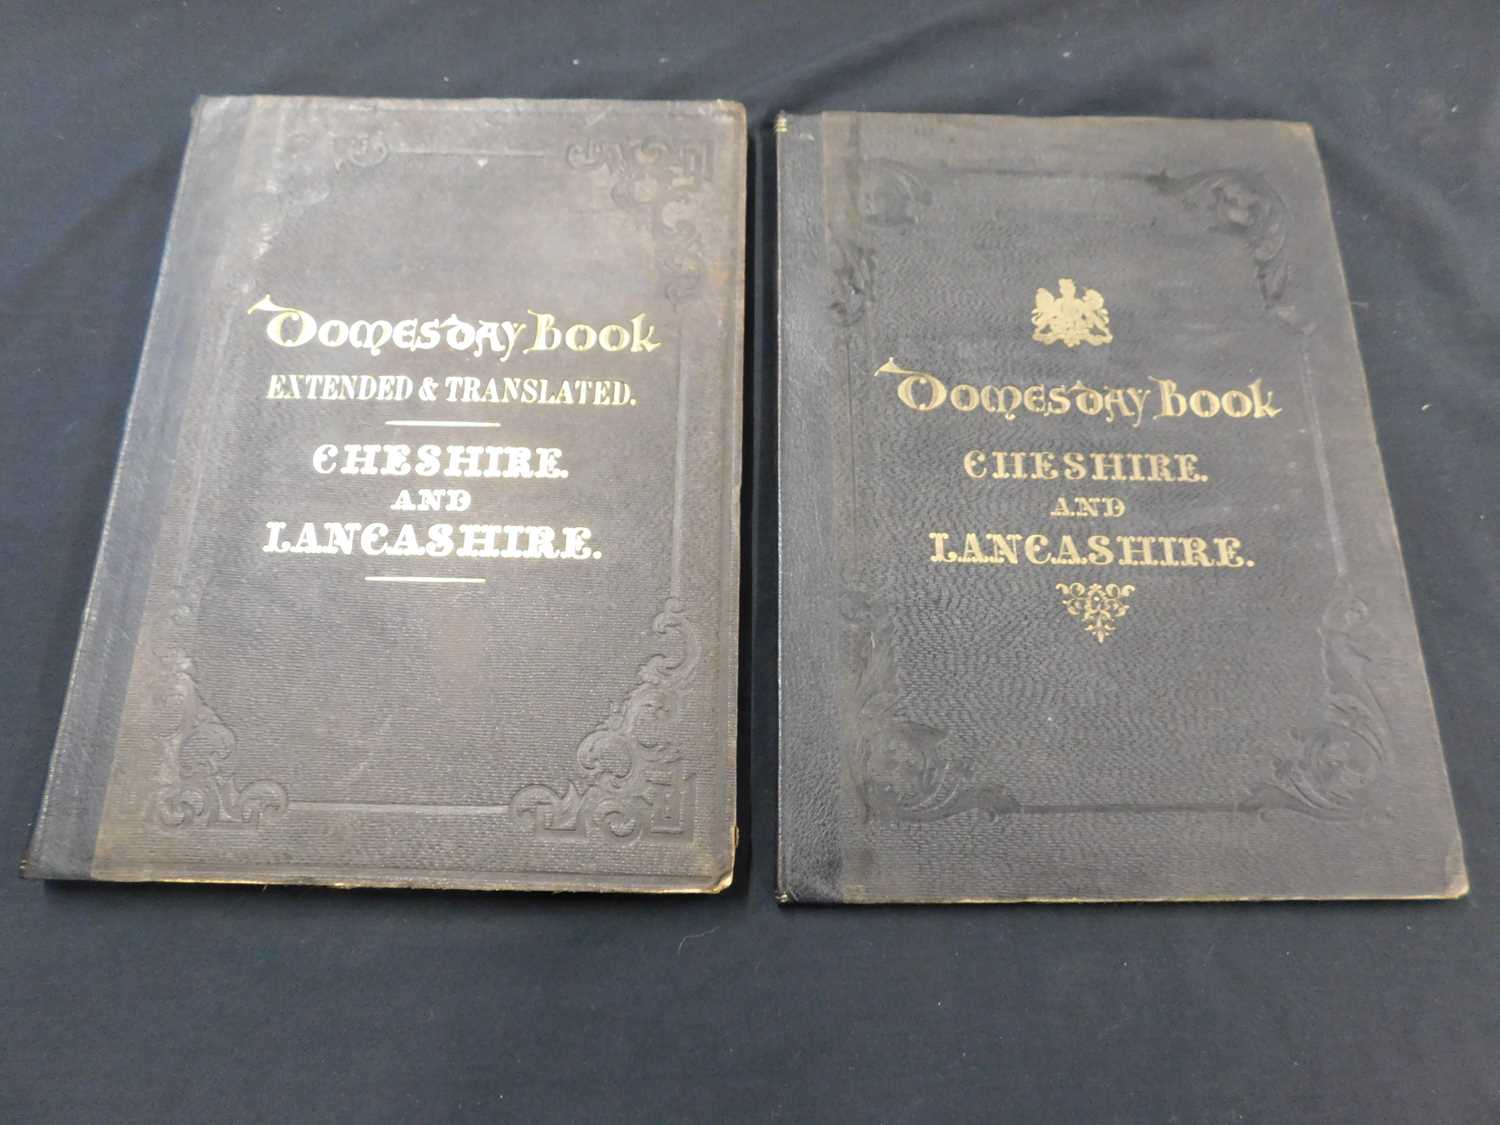 Domesday Book
EXTENDED & TRANSLATED.
CHESHIRE.
AND
LANCASHIRE.
Domesday Book
CHESHIRE.
AND
LANCASHIRE.